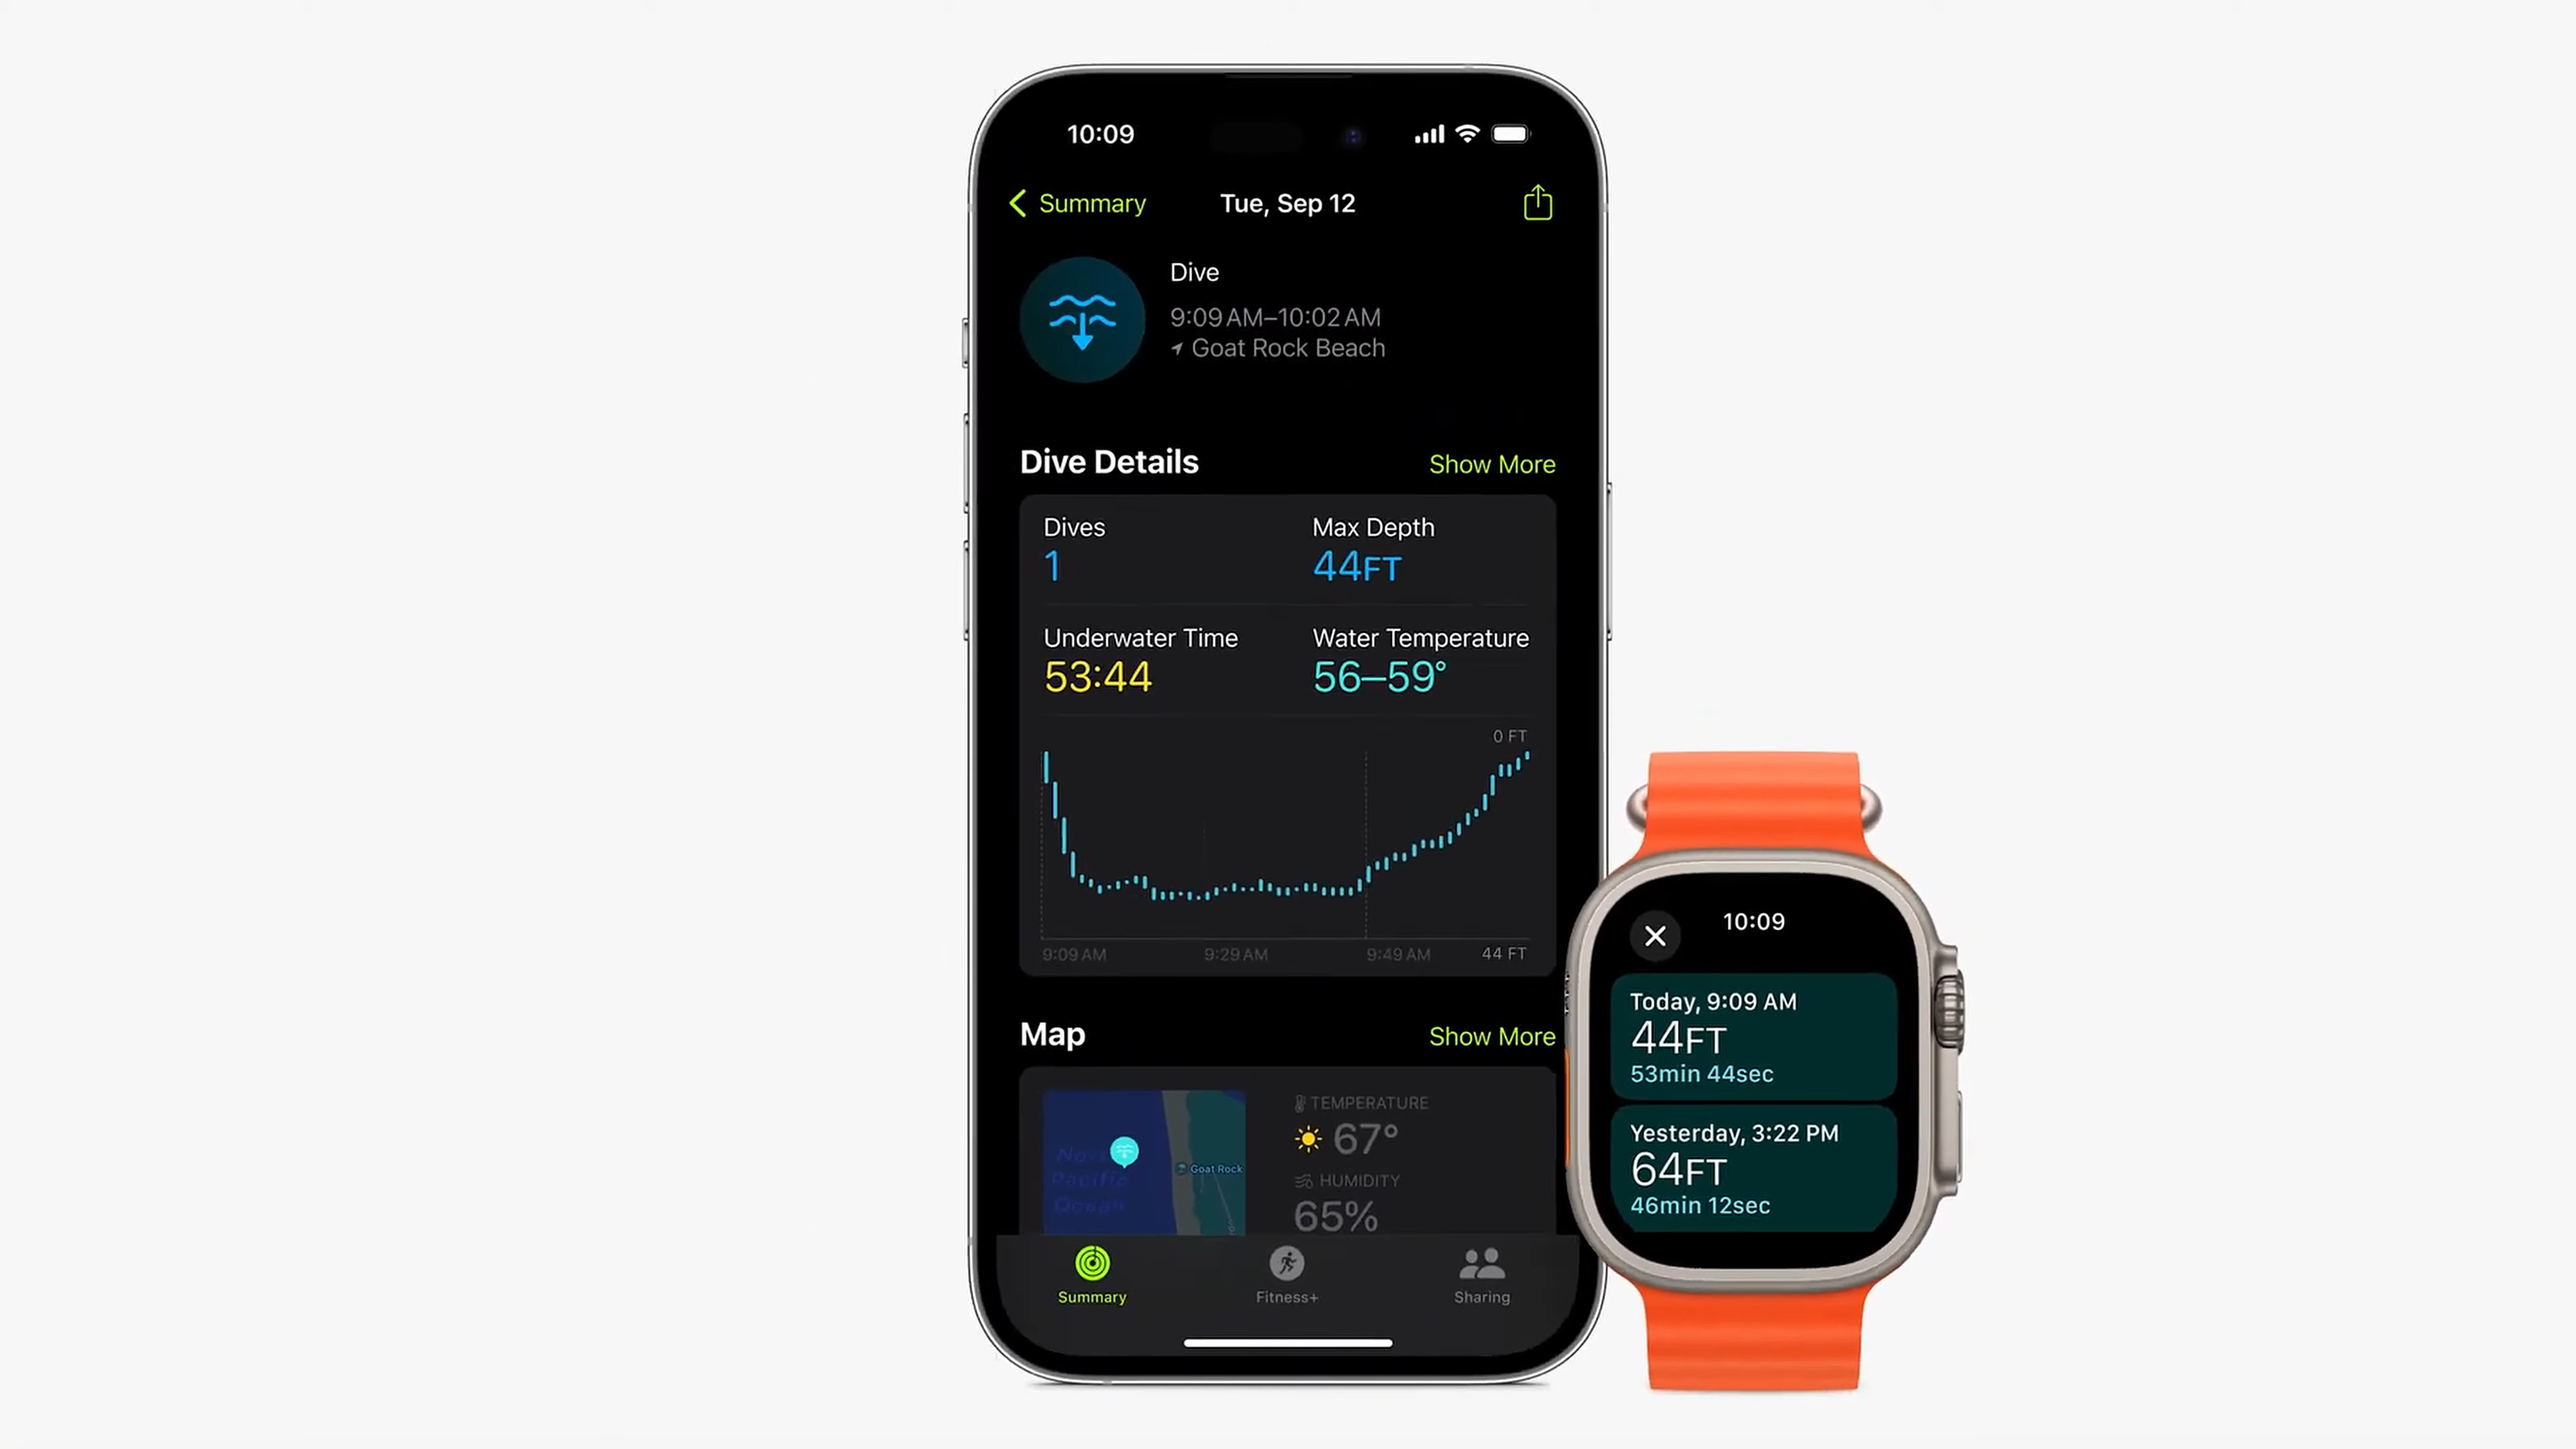 10:09
Summary
Tue, Sep 12
Dive
9:09 AM–10:02 AM
Goat Rock Beach
Dive Details
Show More
Dives
1
Max Depth
44FT
Underwater Time
53:44
Water Temperature
56–59°
0 FT
9:09 AM
9:29 AM
9:49 AM
44 FT
Map
Show More
Pacific
Ocean
Goat Rock
TEMPERATURE
67°
HUMIDITY
65%
Summary
Fitness+
Sharing
10:09
Today, 9:09 AM
44FT
53min 44sec
Yesterday, 3:22 PM
64FT
46min 12sec